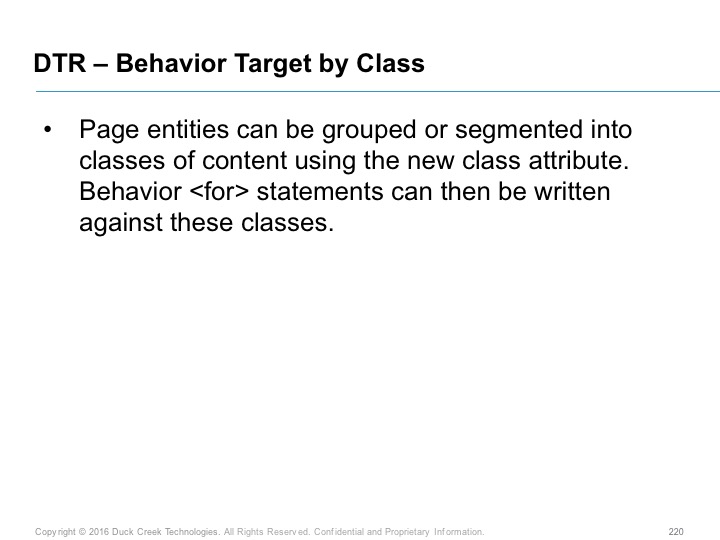 DTR – Behavior Target by Class
• Page entities can be grouped or segmented into
classes of content using the new class attribute.
Behavior <for> statements can then be written
against these classes.
Copyright © 2016 Duck Creek Technologies. All Rights Reserved. Confidential and Proprietary Information. 220